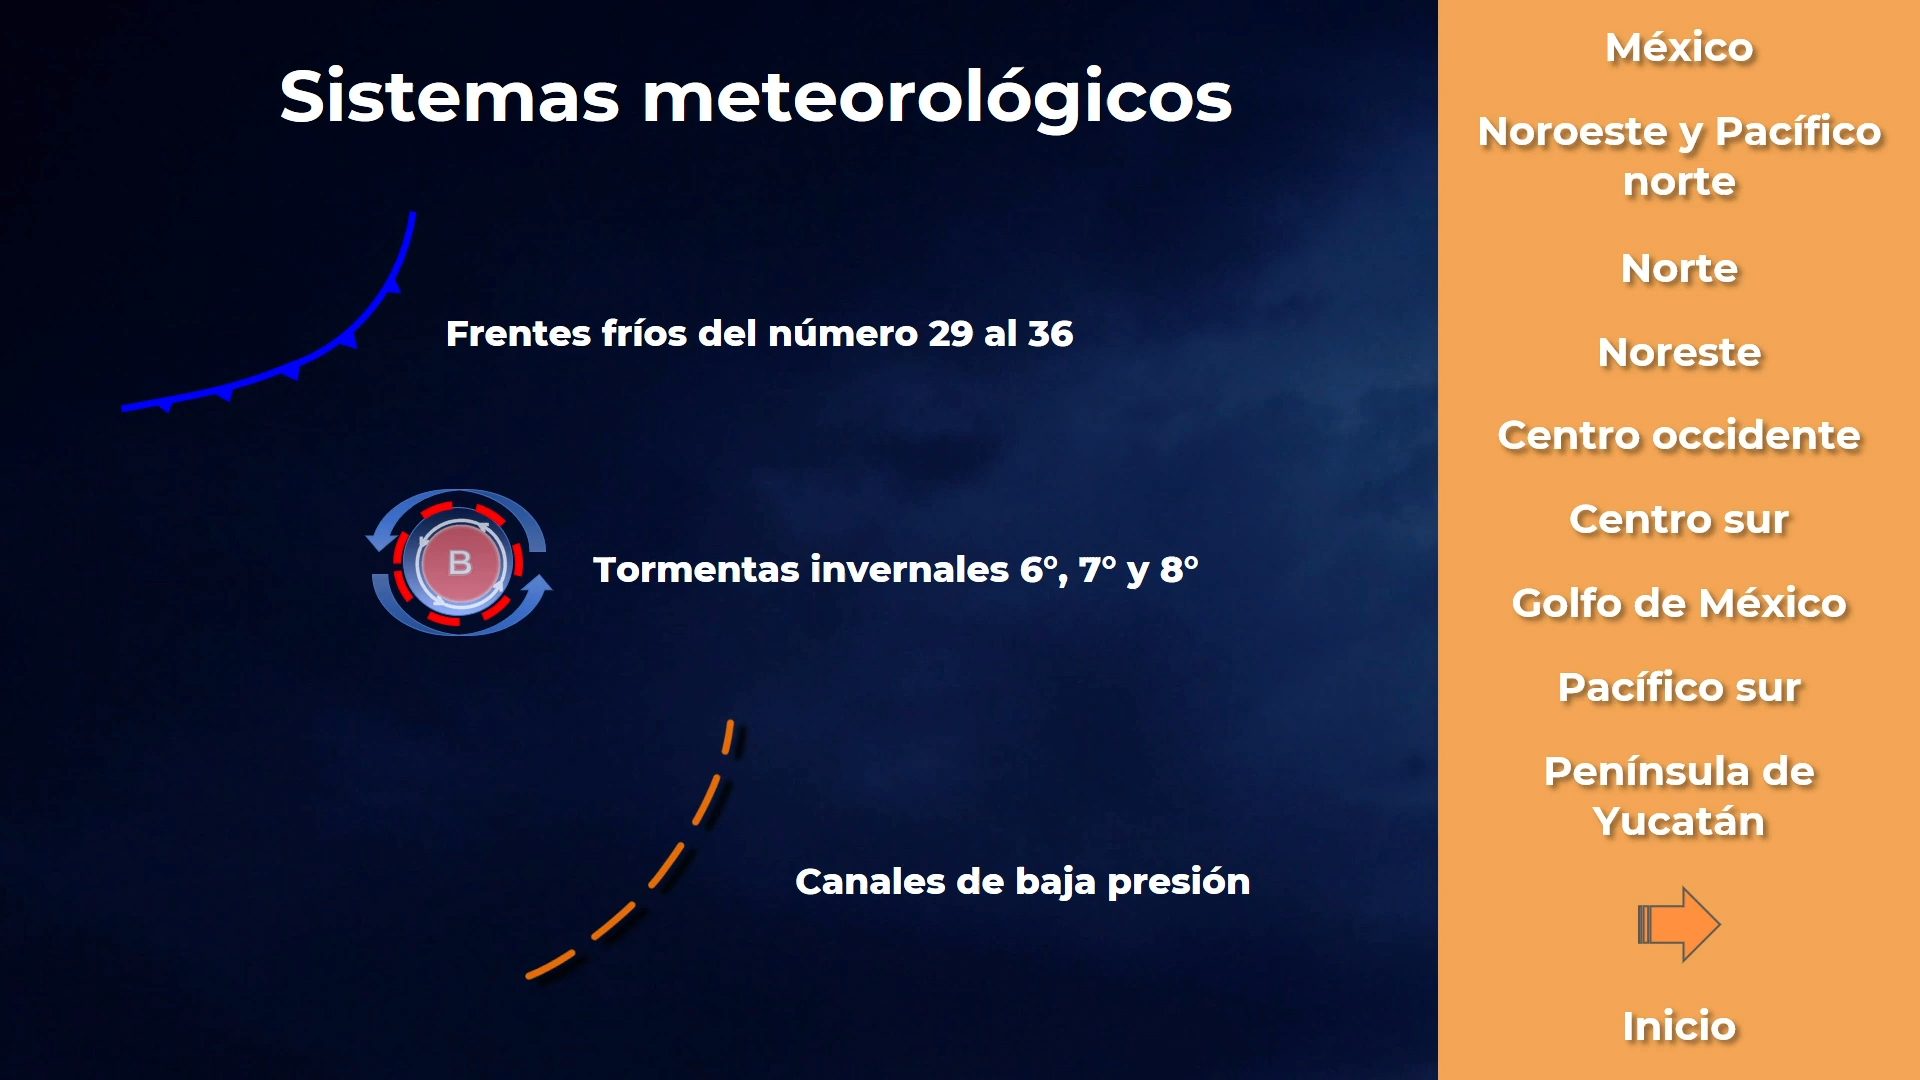 Sistemas meteorológicos
Frentes fríos del número 29 al 36
B
Tormentas invernales 6°, 7° y 8°
Canales de baja presión
México
Noroeste y Pacífico
norte
Norte
Noreste
Centro occidente
Centro sur
Golfo de México
Pacífico sur
Península de
Yucatán
Inicio